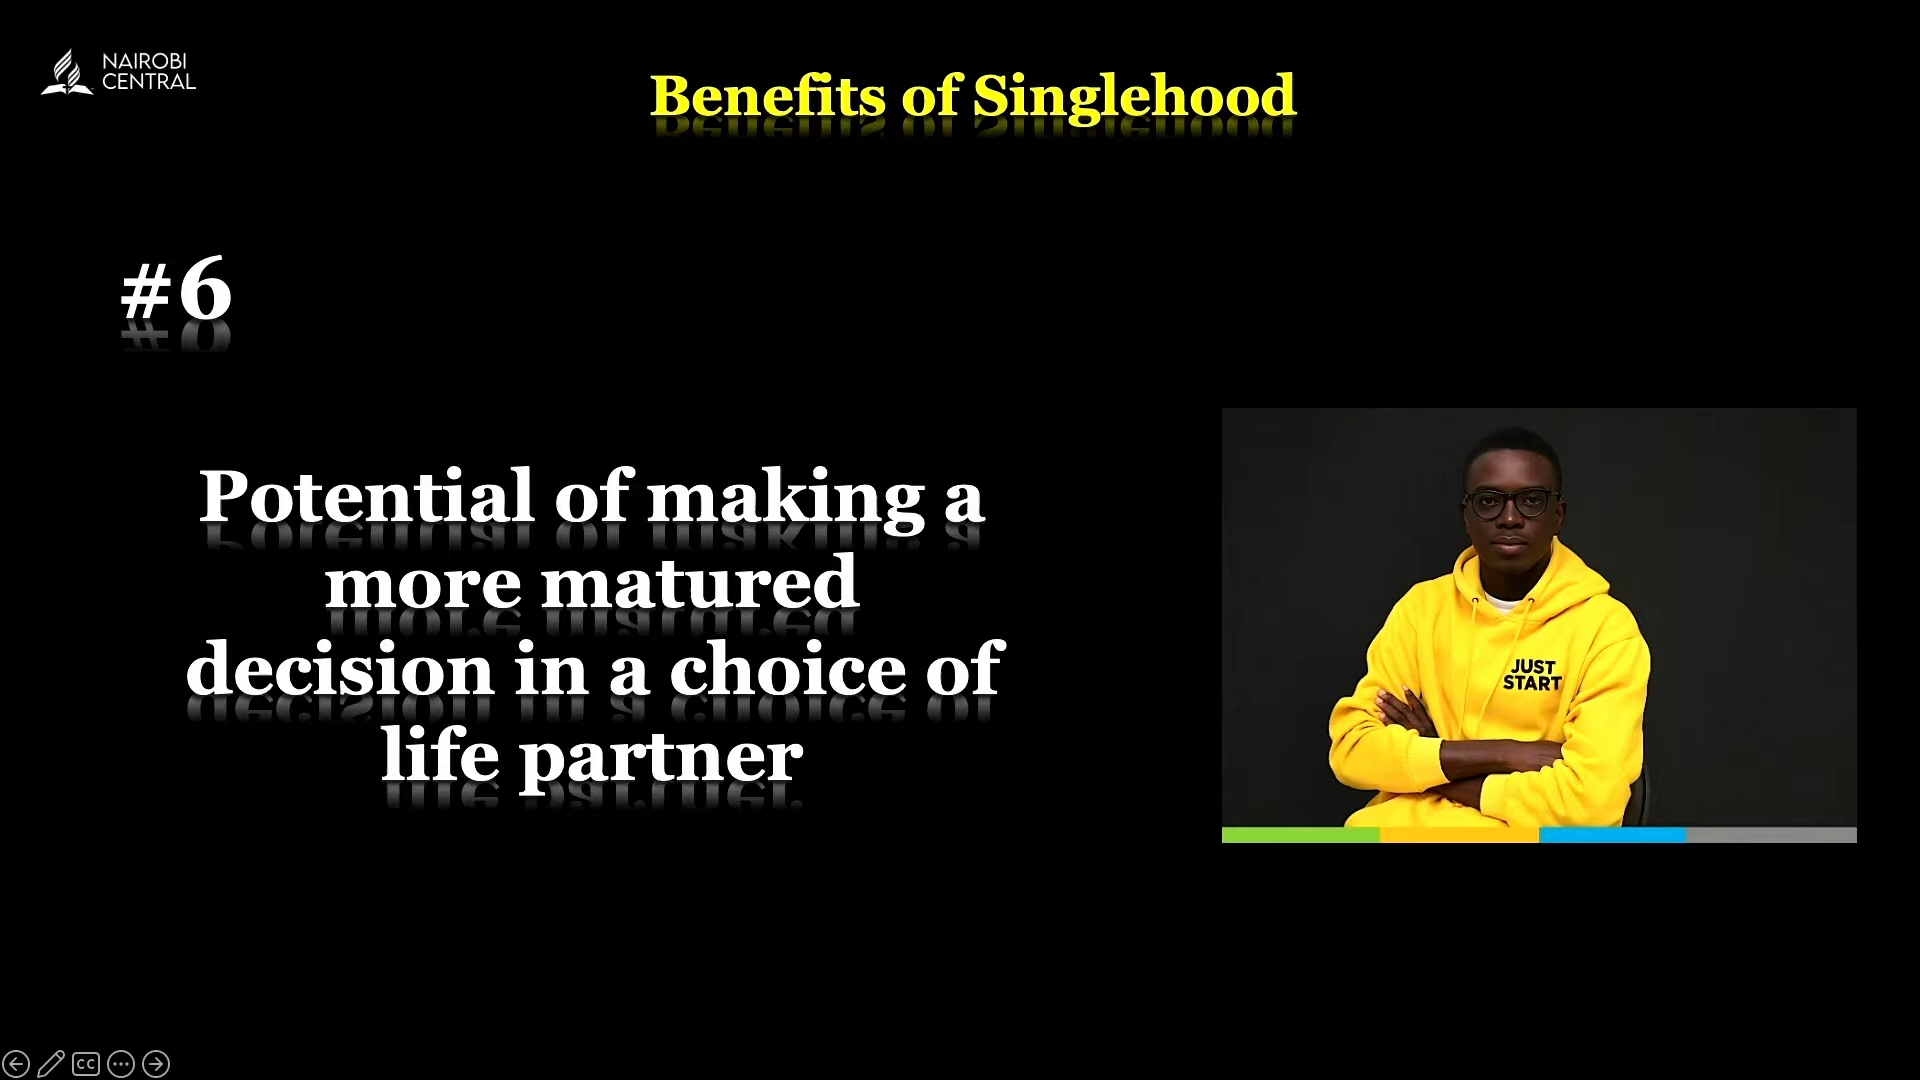 NAIROBI
CENTRAL
Benefits of Singlehood
#6
Potential of making a
more matured
decision in a choice of
life partner
JUST
START
CC